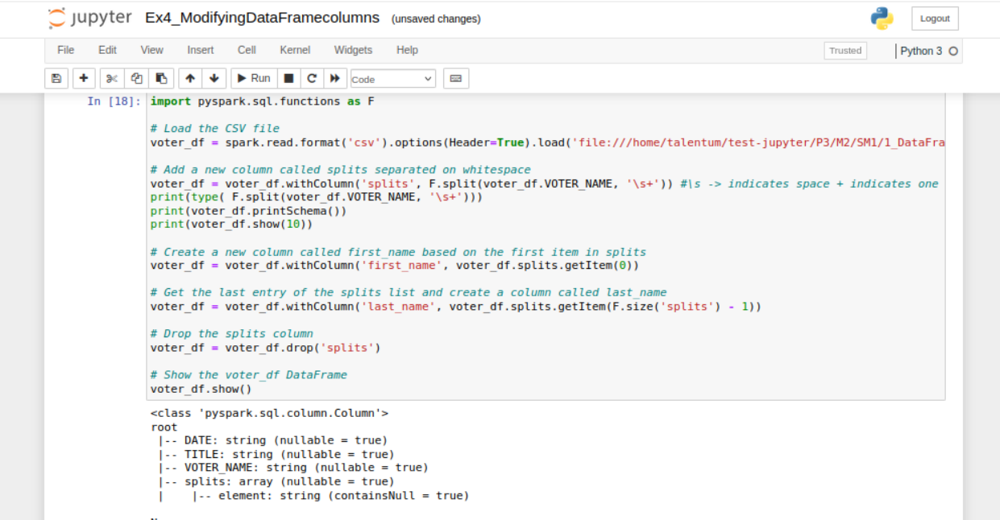 jupyter Ex4_ModifyingDataFramecolumns (unsaved changes) Logout
File Edit View Insert Cell Kernel Widgets Help Trusted Python 3
Run Code
In [18]: import pyspark.sql.functions as F
# Load the CSV file
voter_df = spark.read.format('csv').options(Header=True).load('file:///home/talentum/test-jupyter/P3/M2/SM1/1_DataFra
# Add a new column called splits separated on whitespace
voter_df = voter_df.withColumn('splits', F.split(voter_df.VOTER_NAME, '\s+')) #\s -> indicates space + indicates one
print(type( F.split(voter_df.VOTER_NAME, '\s+')))
print(voter_df.printSchema())
print(voter_df.show(10))
# Create a new column called first_name based on the first item in splits
voter_df = voter_df.withColumn('first_name', voter_df.splits.getItem(0))
# Get the last entry of the splits list and create a column called last_name
voter_df = voter_df.withColumn('last_name', voter_df.splits.getItem(F.size('splits') - 1))
# Drop the splits column
voter_df = voter_df.drop('splits')
# Show the voter_df DataFrame
voter_df.show()
<class 'pyspark.sql.column.Column'>
root
|-- DATE: string (nullable = true)
|-- TITLE: string (nullable = true)
|-- VOTER_NAME: string (nullable = true)
|-- splits: array (nullable = true)
| |-- element: string (containsNull = true)